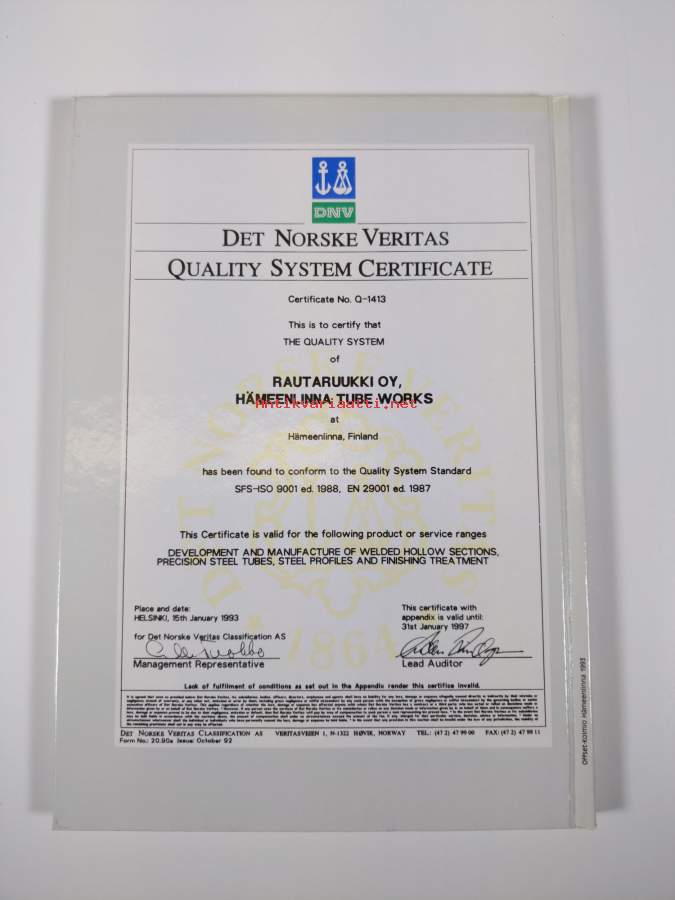 DNV
DET NORSKE VERITAS
QUALITY SYSTEM CERTIFICATE
Certificate No. Q-1413
This is to certify that
THE QUALITY SYSTEM
of
RAUTARUUKKI OY,
HÄMEENLINNA TUBE WORKS
Antikvariaatti.net
at
Hämeenlinna, Finland
has been found to conform to the Quality System Standard
SFS-ISO 9001 ed. 1988, EN 29001 ed. 1987
This Certificate is valid for the following product or service ranges
DEVELOPMENT AND MANUFACTURE OF WELDED HOLLOW SECTIONS,
PRECISION STEEL TUBES, STEEL PROFILES AND FINISHING TREATMENT
DET NORSKE VERITAS
1864
Place and date:
HELSINKI, 15th January 1993
for Det Norske Veritas Classification AS
Management Representative
This certificate with
appendix is valid until:
31st January 1997
Lead Auditor
Lack of fulfilment of conditions as set out in the Appendix render this certifice invalid.
DET NORSKE VERITAS CLASSIFICATION AS VERITASVEIEN 1, N-1322 HØVIK, NORWAY TEL.: (47 2) 47 99 00 FAX: (47 2) 47 99 11
Form No.: 20.90a Issue: October 92
Offset-Kolmio Hämeenlinna 1993